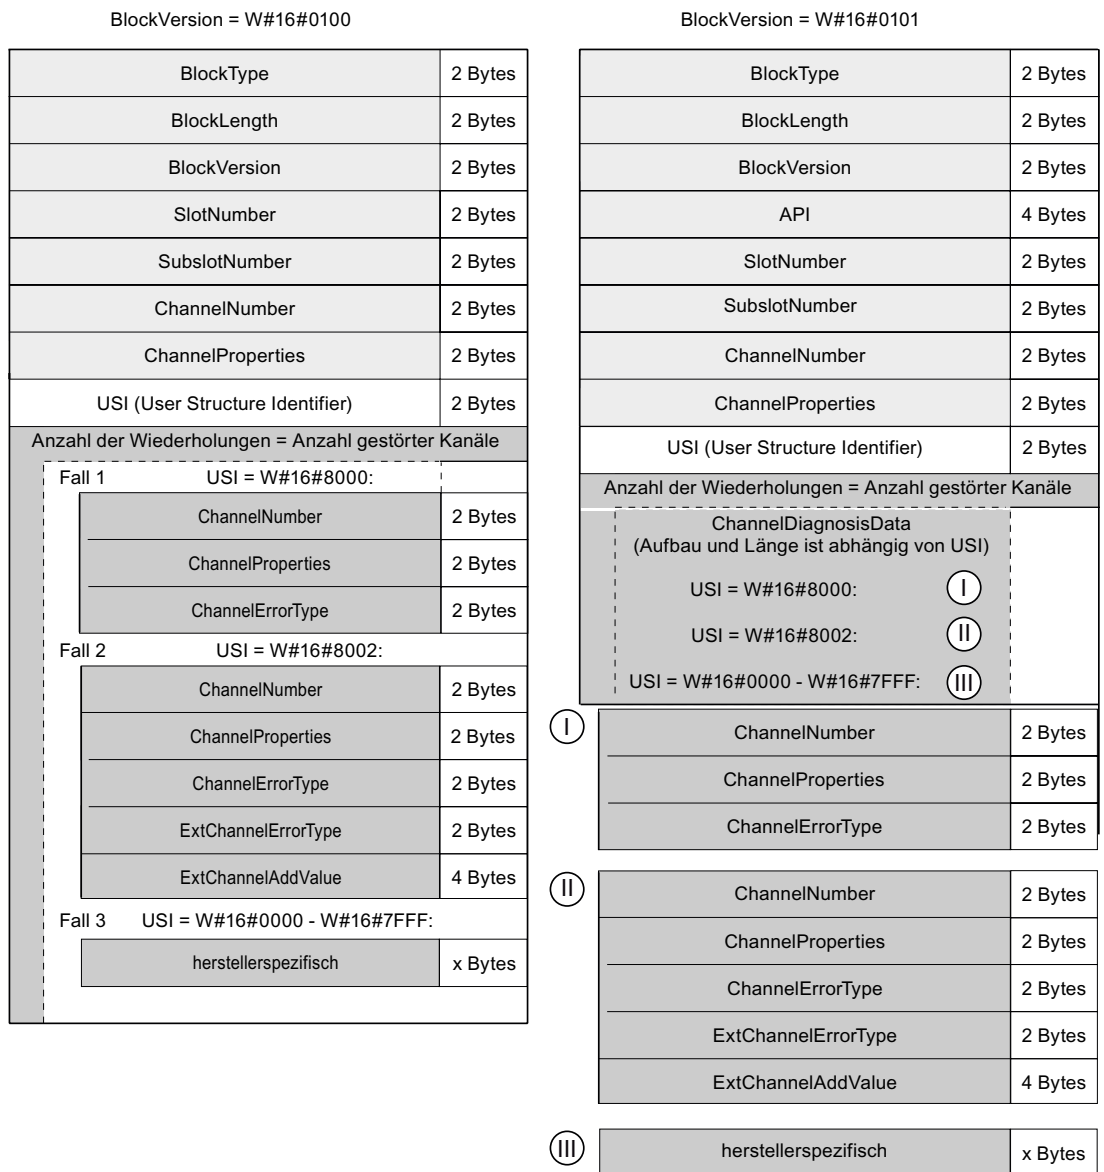 BlockVersion = W#16#0100
BlockType 2 Bytes
BlockLength 2 Bytes
BlockVersion 2 Bytes
SlotNumber 2 Bytes
SubslotNumber 2 Bytes
ChannelNumber 2 Bytes
ChannelProperties 2 Bytes
USI (User Structure Identifier) 2 Bytes
Anzahl der Wiederholungen = Anzahl gestörter Kanäle
Fall 1 USI = W#16#8000:
ChannelNumber 2 Bytes
ChannelProperties 2 Bytes
ChannelErrorType 2 Bytes
Fall 2 USI = W#16#8002:
ChannelNumber 2 Bytes
ChannelProperties 2 Bytes
ChannelErrorType 2 Bytes
ExtChannelErrorType 2 Bytes
ExtChannelAddValue 4 Bytes
Fall 3 USI = W#16#0000 - W#16#7FFF:
herstellerspezifisch x Bytes
BlockVersion = W#16#0101
BlockType 2 Bytes
BlockLength 2 Bytes
BlockVersion 2 Bytes
API 4 Bytes
SlotNumber 2 Bytes
SubslotNumber 2 Bytes
ChannelNumber 2 Bytes
ChannelProperties 2 Bytes
USI (User Structure Identifier) 2 Bytes
Anzahl der Wiederholungen = Anzahl gestörter Kanäle
ChannelDiagnosisData
(Aufbau und Länge ist abhängig von USI)
USI = W#16#8000: I
USI = W#16#8002: II
USI = W#16#0000 - W#16#7FFF: III
I ChannelNumber 2 Bytes
ChannelProperties 2 Bytes
ChannelErrorType 2 Bytes
II ChannelNumber 2 Bytes
ChannelProperties 2 Bytes
ChannelErrorType 2 Bytes
ExtChannelErrorType 2 Bytes
ExtChannelAddValue 4 Bytes
III herstellerspezifisch x Bytes